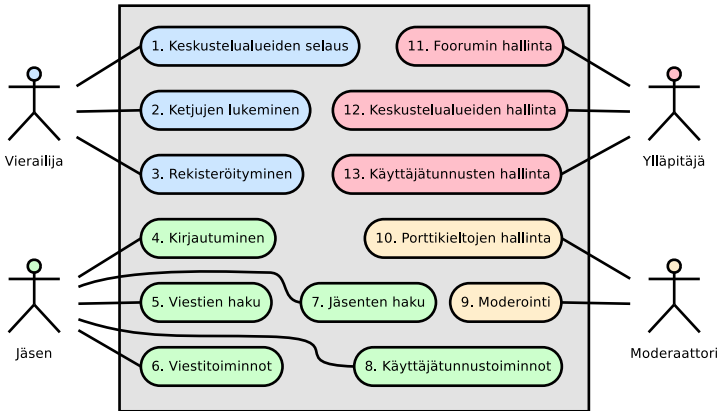 1. Keskustelualueiden selaus
11. Foorumin hallinta
2. Ketjujen lukeminen
12. Keskustelualueiden hallinta
Vierailija
Ylläpitäjä
3. Rekisteröityminen
13. Käyttäjätunnusten hallinta
4. Kirjautuminen
10. Porttikieltojen hallinta
5. Viestien haku
7. Jäsenten haku
9. Moderointi
Jäsen
Moderaattori
6. Viestitoiminnot
8. Käyttäjätunnustoiminnot